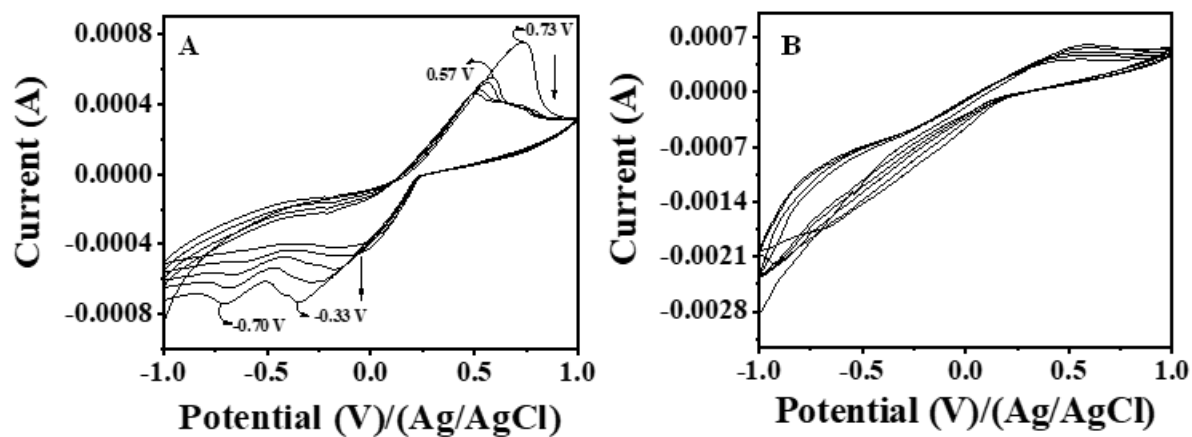 A
0.0008
0.0004
0.0000
-0.0004
-0.0008
-1.0
-0.5
0.0
0.5
1.0
0.73 V
0.57 V
-0.70 V
-0.33 V
Current (A)
Potential (V)/(Ag/AgCl)
B
0.0007
0.0000
-0.0007
-0.0014
-0.0021
-0.0028
-1.0
-0.5
0.0
0.5
1.0
Current (A)
Potential (V)/(Ag/AgCl)